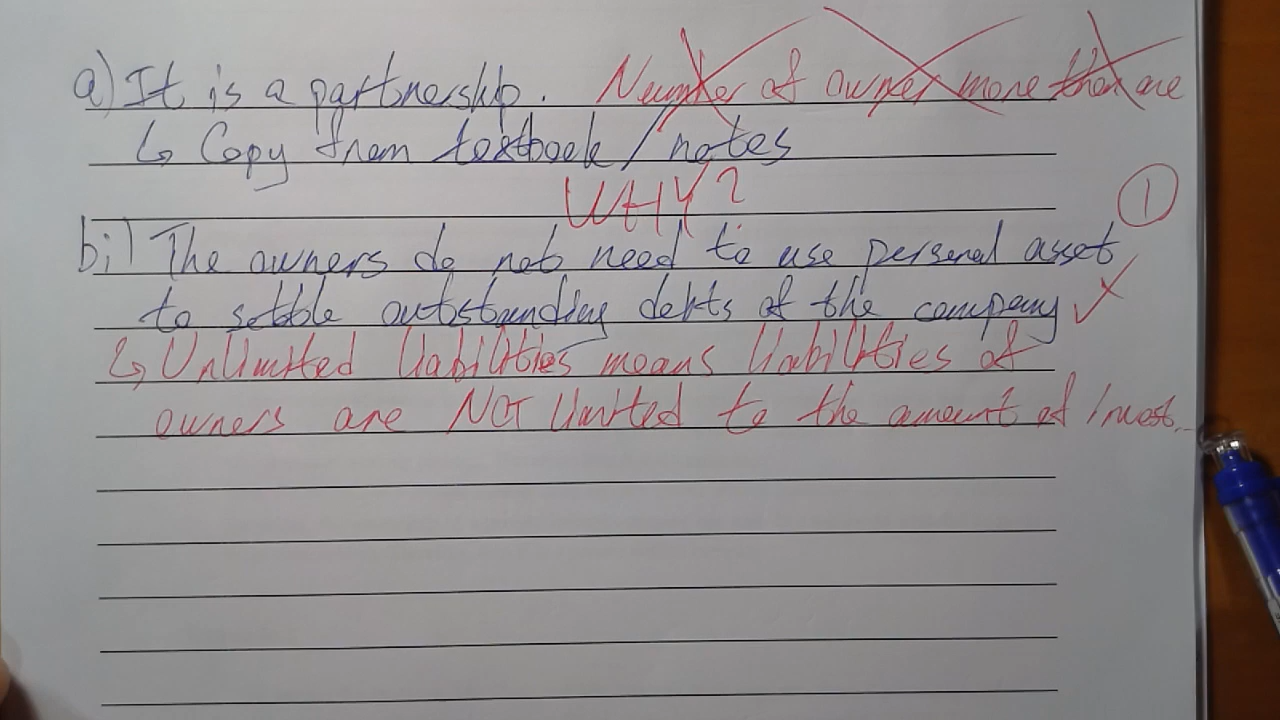 a) It is a partnership. Number of owner more than are
↳ Copy from textbook / notes
WHY?
①
bi) The owners do not need to use personal asset
to settle outstanding debts of the company ✓
↳ Unlimited liabilities means liabilities of
owners are NOT limited to the amount of invest..